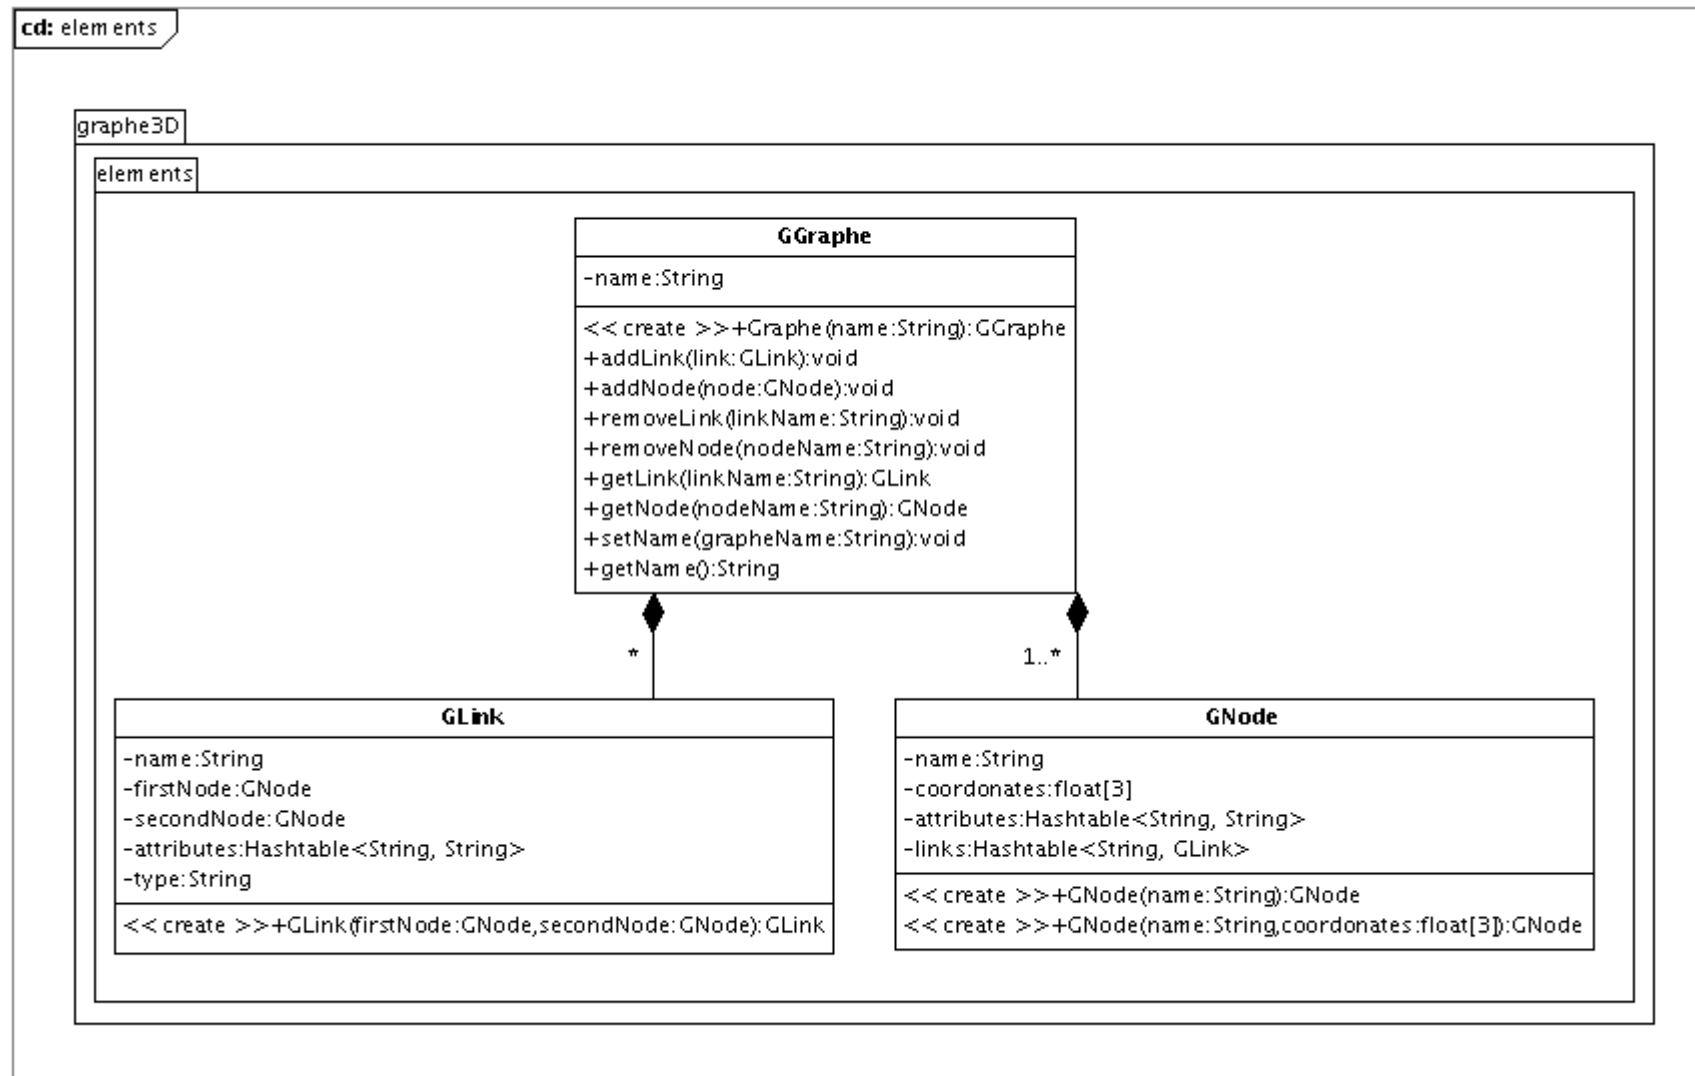 cd: elements
graphe3D
elements
GGraphe
-name:String
<< create >>+Graphe(name:String):GGraphe
+addLink(link:GLink):void
+addNode(node:GNode):void
+removeLink(linkName:String):void
+removeNode(nodeName:String):void
+getLink(linkName:String):GLink
+getNode(nodeName:String):GNode
+setName(grapheName:String):void
+getName():String
*
1..*
GLink
-name:String
-firstNode:GNode
-secondNode:GNode
-attributes:Hashtable<String, String>
-type:String
<< create >>+GLink(firstNode:GNode,secondNode:GNode):GLink
GNode
-name:String
-coordonates:float[3]
-attributes:Hashtable<String, String>
-links:Hashtable<String, GLink>
<< create >>+GNode(name:String):GNode
<< create >>+GNode(name:String,coordonates:float[3]):GNode